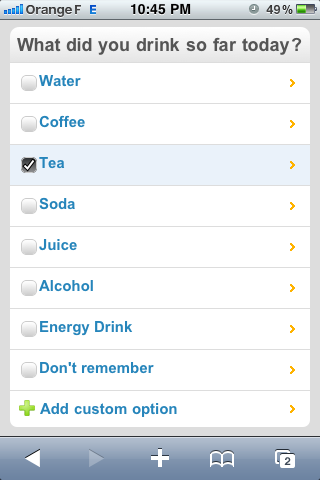 Orange F E 10:45 PM 49%
What did you drink so far today?
Water
Coffee
Tea
Soda
Juice
Alcohol
Energy Drink
Don't remember
Add custom option
2